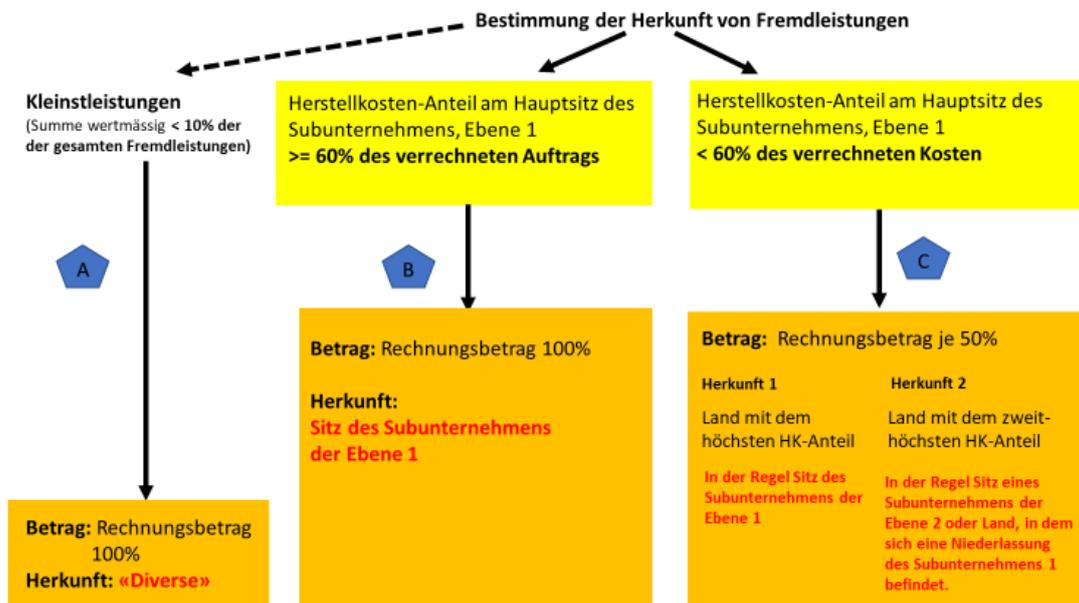 Bestimmung der Herkunft von Fremdleistungen
Kleinstleistungen
(Summe wertmässig < 10% der
der gesamten Fremdleistungen)
A
Betrag: Rechnungsbetrag
100%
Herkunft: «Diverse»
Herstellkosten-Anteil am Hauptsitz des
Subunternehmens, Ebene 1
>= 60% des verrechneten Auftrags
B
Betrag: Rechnungsbetrag 100%
Herkunft:
Sitz des Subunternehmens
der Ebene 1
Herstellkosten-Anteil am Hauptsitz des
Subunternehmens, Ebene 1
< 60% des verrechneten Kosten
C
Betrag: Rechnungsbetrag je 50%
Herkunft 1
Land mit dem
höchsten HK-Anteil
In der Regel Sitz des
Subunternehmens der
Ebene 1
Herkunft 2
Land mit dem zweit-
höchsten HK-Anteil
In der Regel Sitz eines
Subunternehmens der
Ebene 2 oder Land, in dem
sich eine Niederlassung
des Subunternehmens 1
befindet.